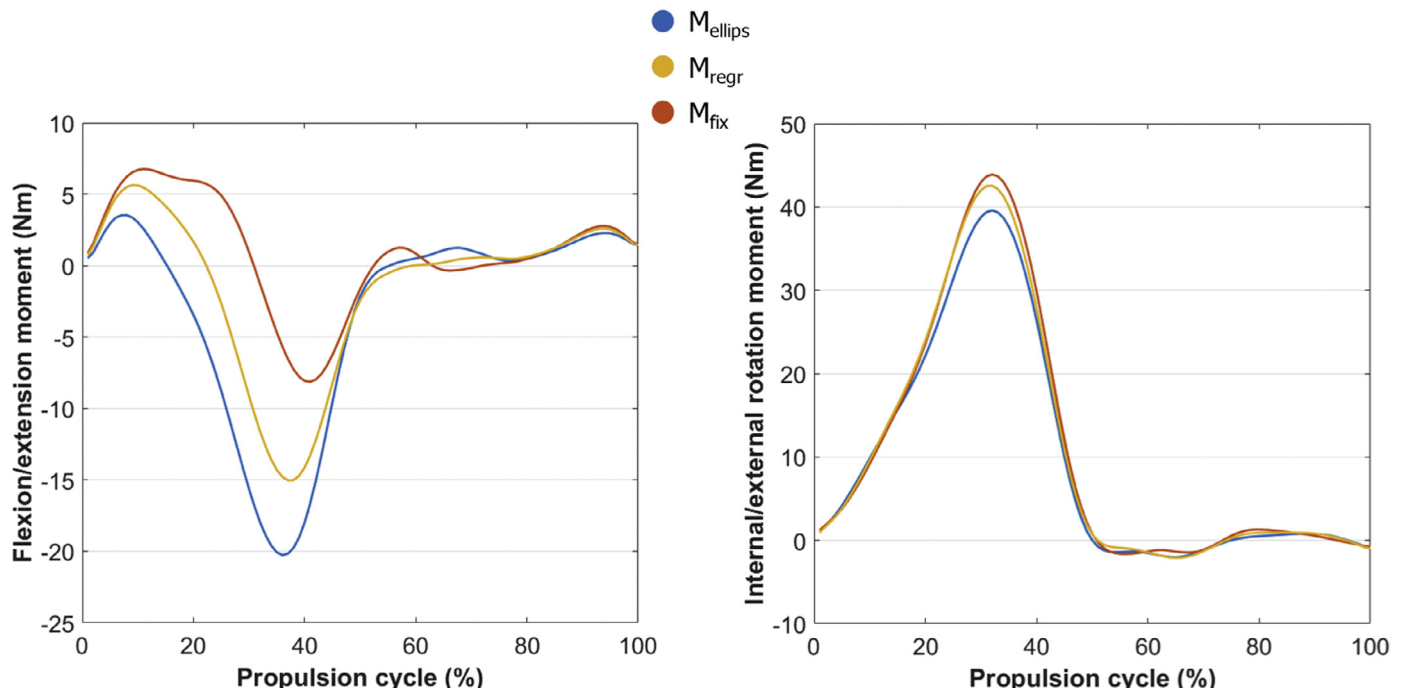 M_ellips
M_regr
M_fix
Flexion/extension moment (Nm)
10
5
0
-5
-10
-15
-20
-25
0 20 40 60 80 100
Propulsion cycle (%)
Internal/external rotation moment (Nm)
50
40
30
20
10
0
-10
0 20 40 60 80 100
Propulsion cycle (%)